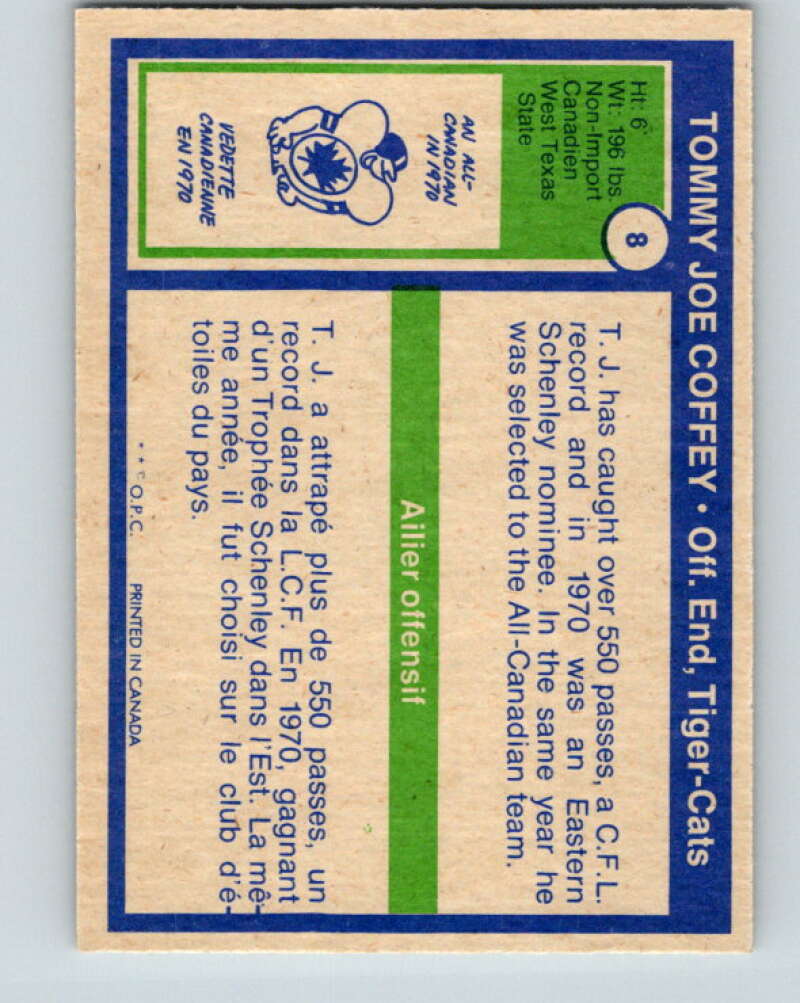 TOMMY JOE COFFEY • Off. End, Tiger-Cats
Ht: 6'
Wt: 196 lbs.
Non-Import
Canadien
West Texas
State
8
AN ALL-
CANADIAN
IN 1970
VEDETTE
CANADIENNE
EN 1970
T. J. has caught over 550 passes, a C.F.L.
record and in 1970 was an Eastern
Schenley nominee. In the same year he
was selected to the All-Canadian team.
Ailier offensif
T. J. a attrapé plus de 550 passes, un
record dans la L.C.F. En 1970, gagnant
d'un Trophée Schenley dans l'Est. La mê-
me année, il fut choisi sur le club d'é-
toiles du pays.
* * © O.P.C. PRINTED IN CANADA